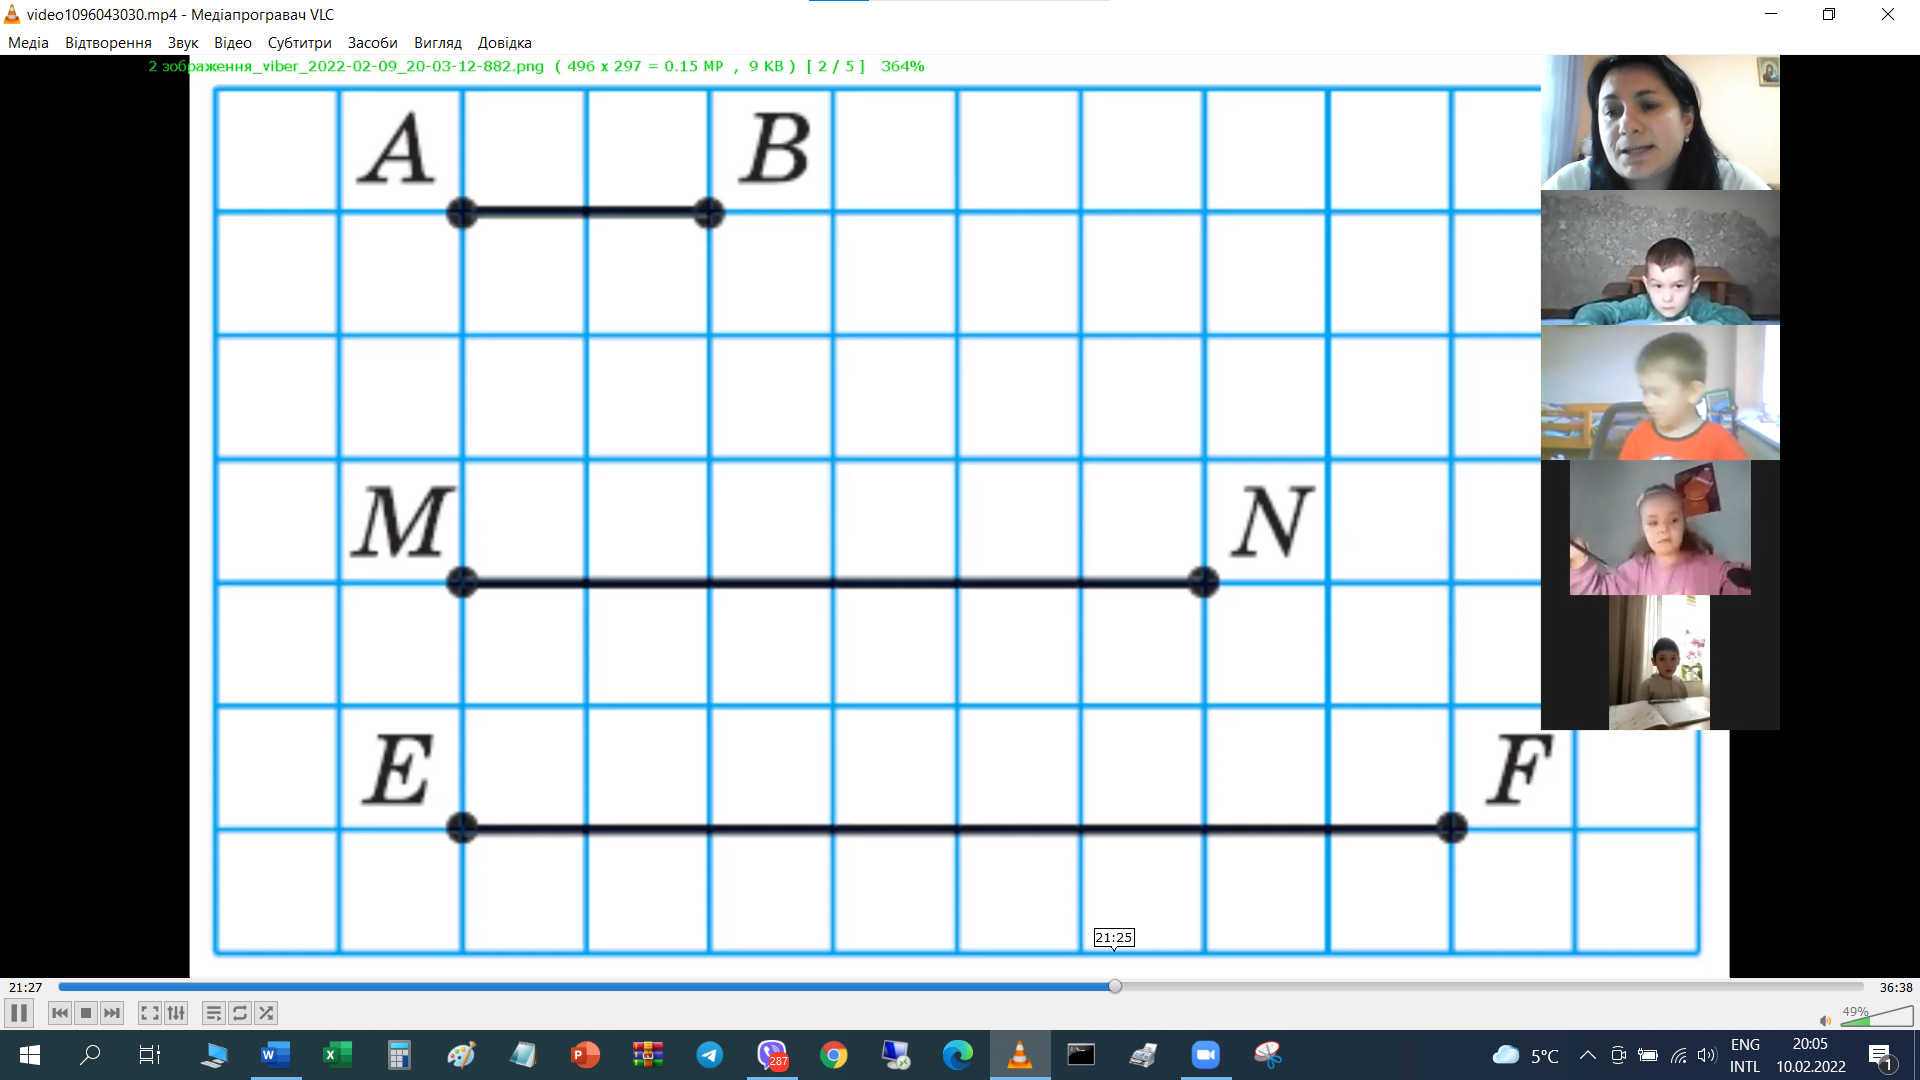 video1096043030.mp4 - Медіапрогравач VLC
Медіа Відтворення Звук Відео Субтитри Засоби Вигляд Довідка
2 зображення_viber_2022-02-09_20-03-12-882.png ( 496 x 297 = 0.15 MP , 9 KB ) [ 2 / 5 ] 364%
A B
M N
E F
21:25
21:27 36:38
49%
287
5°C
ENG
INTL
20:05
10.02.2022
1